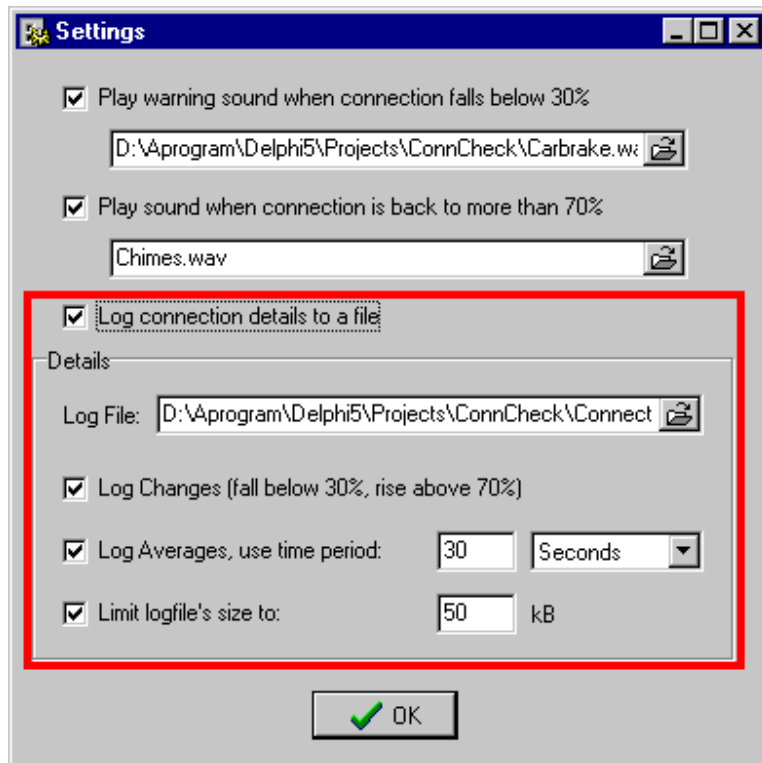 Settings
Play warning sound when connection falls below 30%
D:\Aprogram\Delphi5\Projects\ConnCheck\Carbrake.wa
Play sound when connection is back to more than 70%
Chimes.wav
Log connection details to a file
Details
Log File: D:\Aprogram\Delphi5\Projects\ConnCheck\Connect
Log Changes (fall below 30%, rise above 70%)
Log Averages, use time period: 30 Seconds
Limit logfile's size to: 50 kB
OK